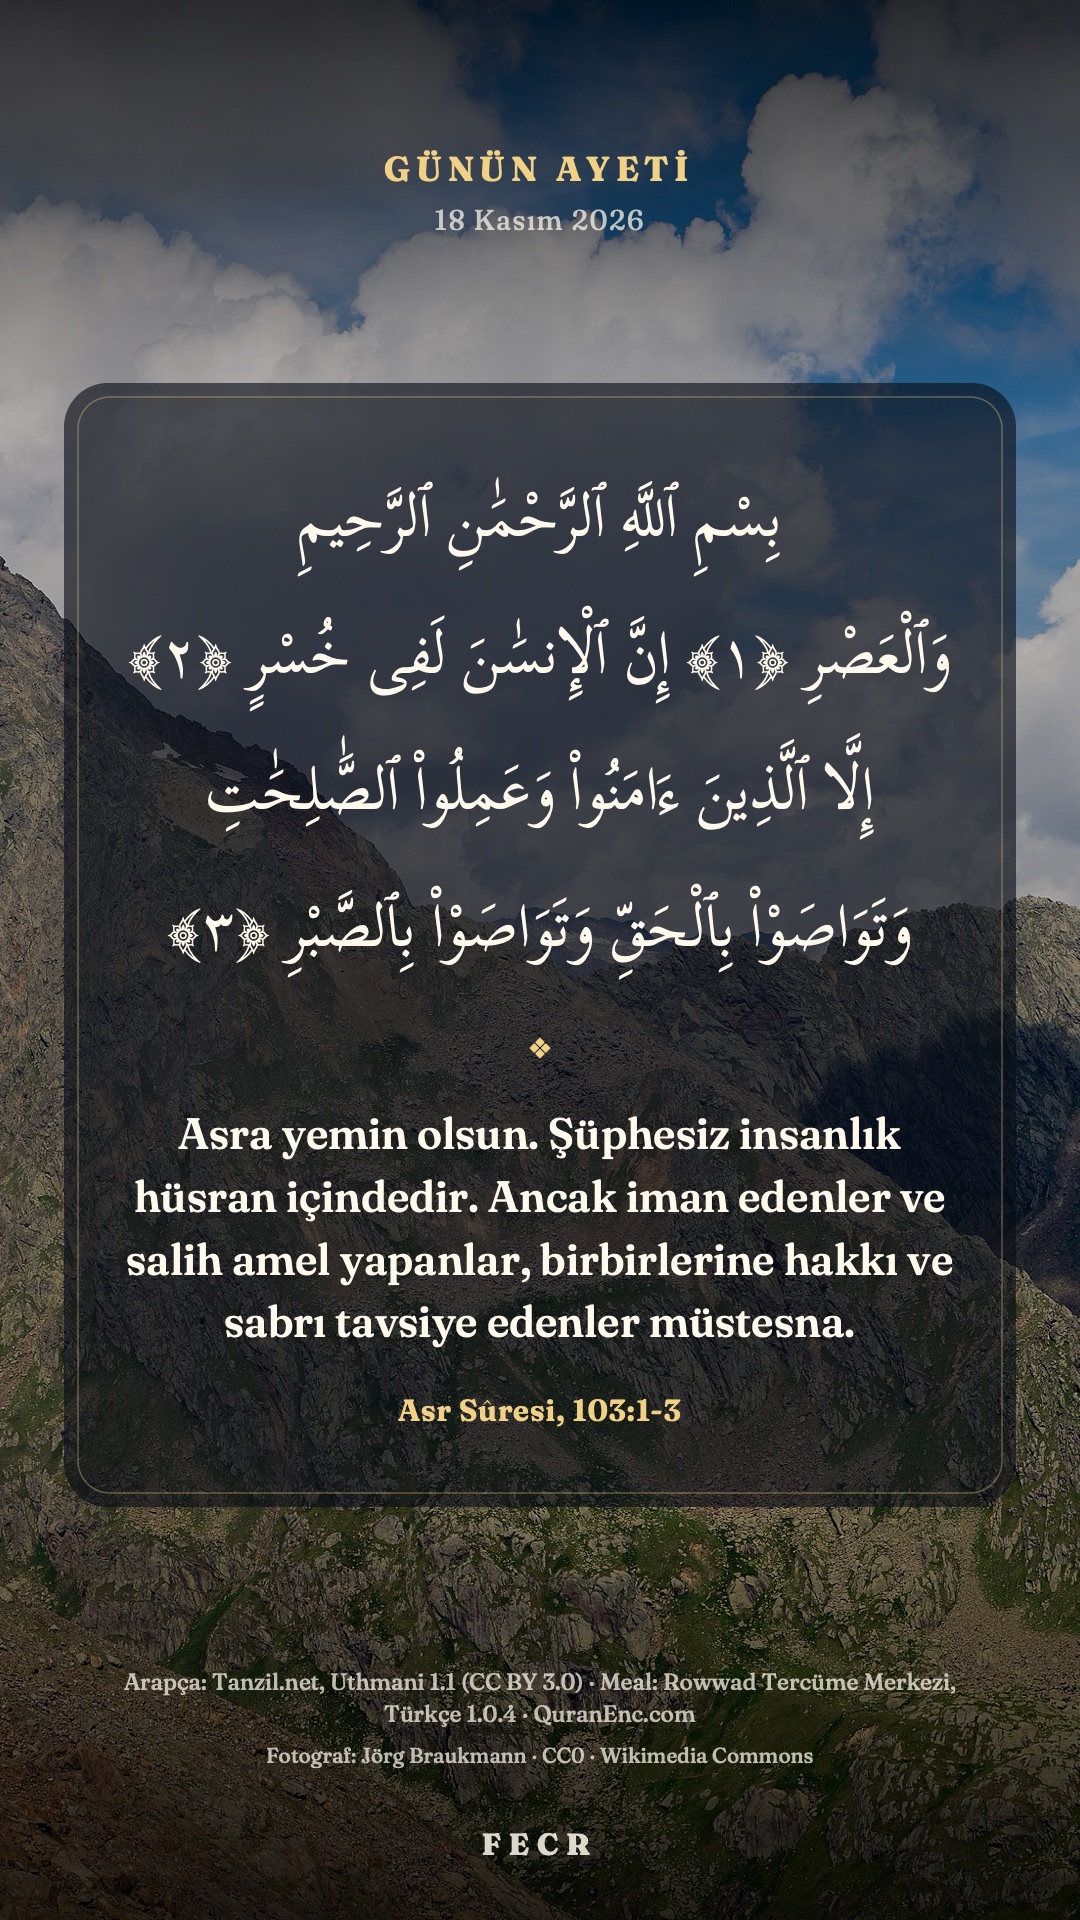 GÜNÜN AYETİ
18 Kasım 2026
بِسْمِ ٱللَّهِ ٱلرَّحْمَـٰنِ ٱلرَّحِيمِ
وَٱلْعَصْرِ ﴿١﴾ إِنَّ ٱلْإِنسَـٰنَ لَفِى خُسْرٍ ﴿٢﴾
إِلَّا ٱلَّذِينَ ءَامَنُوا۟ وَعَمِلُوا۟ ٱلصَّـٰلِحَـٰتِ
وَتَوَاصَوْا۟ بِٱلْحَقِّ وَتَوَاصَوْا۟ بِٱلصَّبْرِ ﴿٣﴾
Asra yemin olsun. Şüphesiz insanlık
hüsran içindedir. Ancak iman edenler ve
salih amel yapanlar, birbirlerine hakkı ve
sabrı tavsiye edenler müstesna.
Asr Sûresi, 103:1-3
Arapça: Tanzil.net, Uthmani 1.1 (CC BY 3.0) · Meal: Rowwad Tercüme Merkezi,
Türkçe 1.0.4 · QuranEnc.com
Fotograf: Jörg Braukmann · CC0 · Wikimedia Commons
FECR